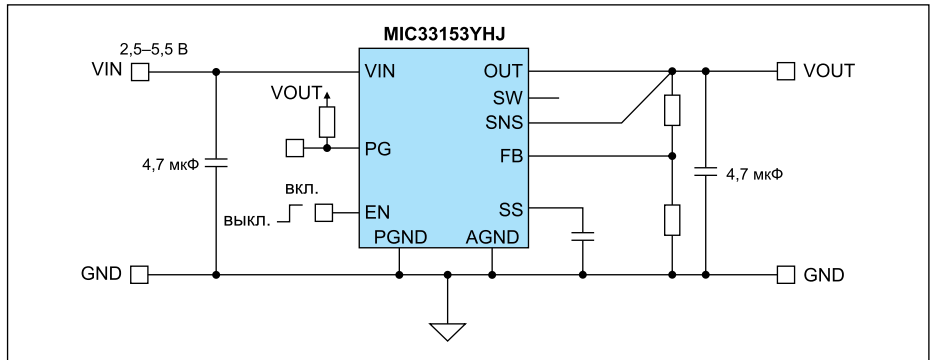 MIC33153YHJ
2,5–5,5 В
VIN
VIN
OUT
VOUT
SW
VOUT
SNS
PG
FB
4,7 мкФ
4,7 мкФ
вкл.
выкл.
EN
SS
PGND
AGND
GND
GND